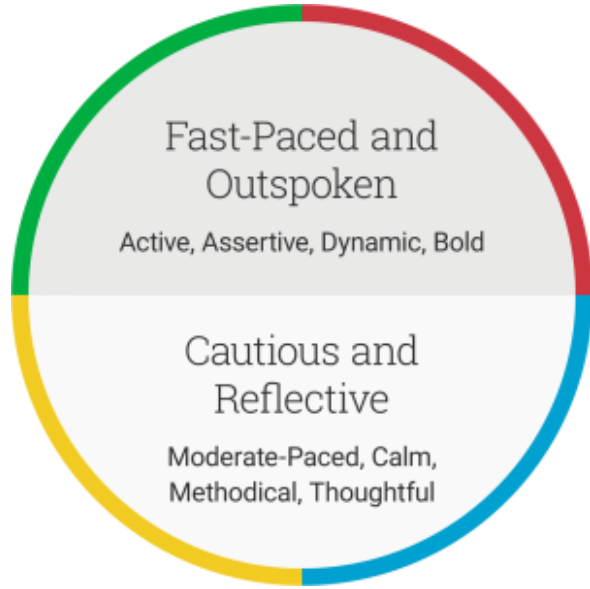 Fast-Paced and
Outspoken
Active, Assertive, Dynamic, Bold
Cautious and
Reflective
Moderate-Paced, Calm,
Methodical, Thoughtful